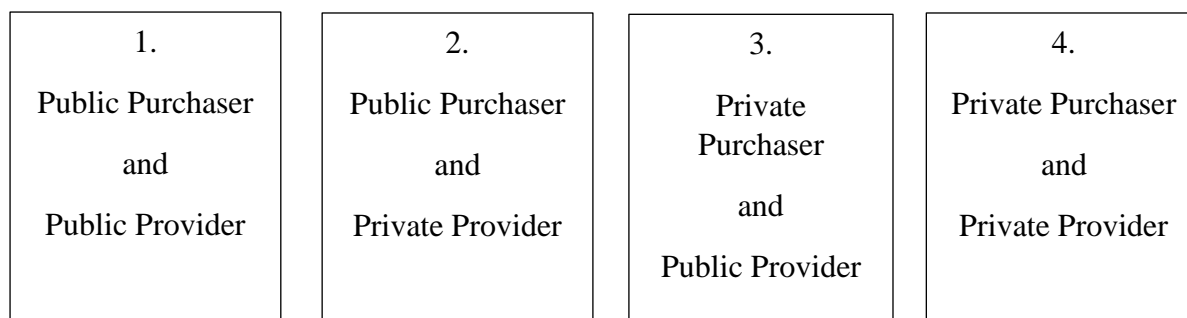 1.
Public Purchaser
and
Public Provider
2.
Public Purchaser
and
Private Provider
3.
Private
Purchaser
and
Public Provider
4.
Private Purchaser
and
Private Provider